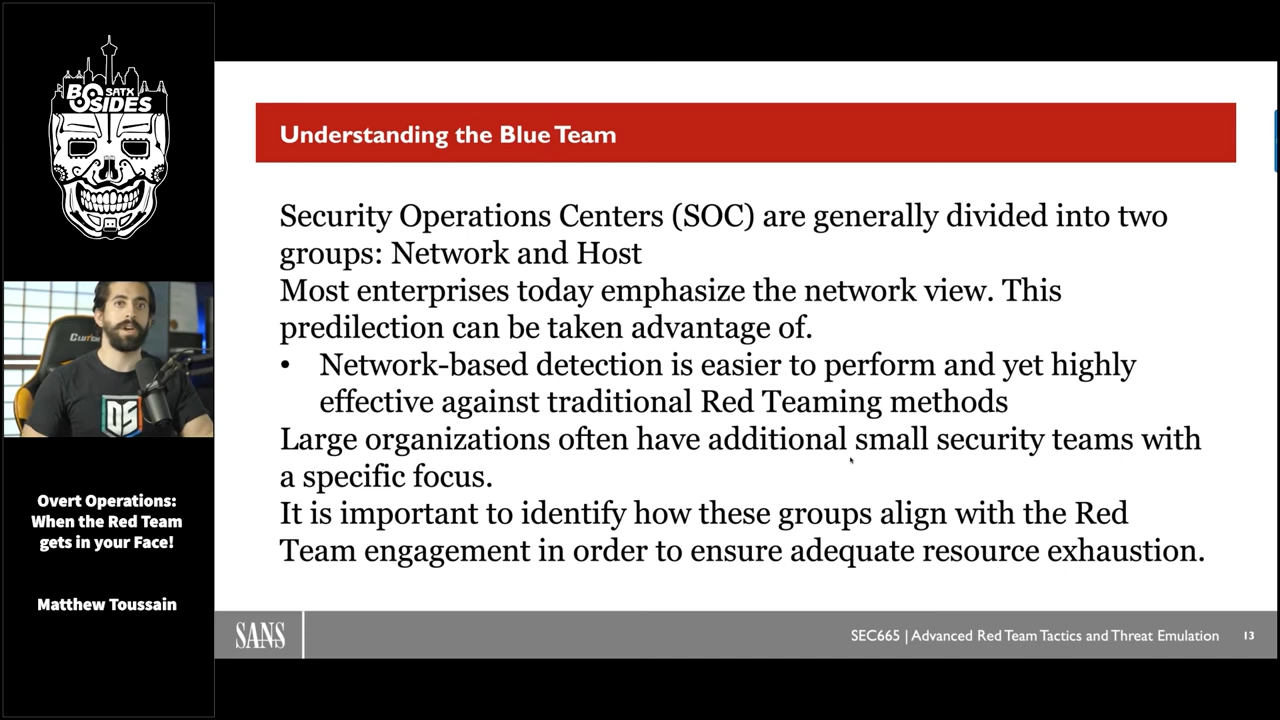 BSIDES
SATX
CLUTCH
DS
Overt Operations:
When the Red Team
gets in your Face!
Matthew Toussain
Understanding the Blue Team
Security Operations Centers (SOC) are generally divided into two
groups: Network and Host
Most enterprises today emphasize the network view. This
predilection can be taken advantage of.
• Network-based detection is easier to perform and yet highly
effective against traditional Red Teaming methods
Large organizations often have additional small security teams with
a specific focus.
It is important to identify how these groups align with the Red
Team engagement in order to ensure adequate resource exhaustion.
SANS
SEC665 | Advanced Red Team Tactics and Threat Emulation 13